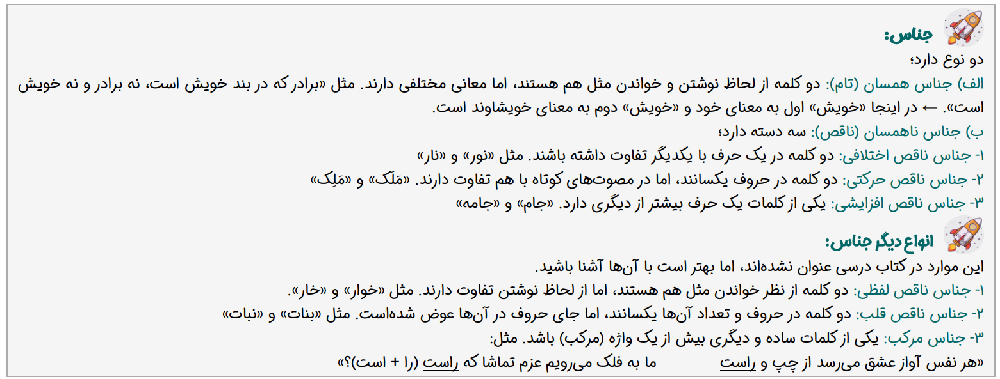 جناس:
دو نوع دارد؛
الف) جناس همسان (تام): دو کلمه از لحاظ نوشتن و خواندن مثل هم هستند، اما معانی مختلفی دارند. مثل «برادر که در بند خویش است، نه برادر و نه خویش
است». ← در اینجا «خویش» اول به معنای خود و «خویش» دوم به معنای خویشاوند است.
ب) جناس ناهمسان (ناقص): سه دسته دارد؛
۱- جناس ناقص اختلافی: دو کلمه در یک حرف با یکدیگر تفاوت داشته باشند. مثل «نور» و «نار»
۲- جناس ناقص حرکتی: دو کلمه در حروف یکسانند، اما در مصوت‌های کوتاه با هم تفاوت دارند. «مَلَک» و «مَلِک»
۳- جناس ناقص افزایشی: یکی از کلمات یک حرف بیشتر از دیگری دارد. «جام» و «جامه»
انواع دیگر جناس:
این موارد در کتاب درسی عنوان نشده‌اند، اما بهتر است با آن‌ها آشنا باشید.
۱- جناس ناقص لفظی: دو کلمه از نظر خواندن مثل هم هستند، اما از لحاظ نوشتن تفاوت دارند. مثل «خوار» و «خار».
۲- جناس ناقص قلب: دو کلمه در حروف و تعداد آن‌ها یکسانند، اما جای حروف در آن‌ها عوض شده‌است. مثل «بنات» و «نبات»
۳- جناس مرکب: یکی از کلمات ساده و دیگری بیش از یک واژه (مرکب) باشد. مثل:
«هر نفس آواز عشق می‌رسد از چپ و راست ما به فلک می‌رویم عزم تماشا که راست (را + است)؟»